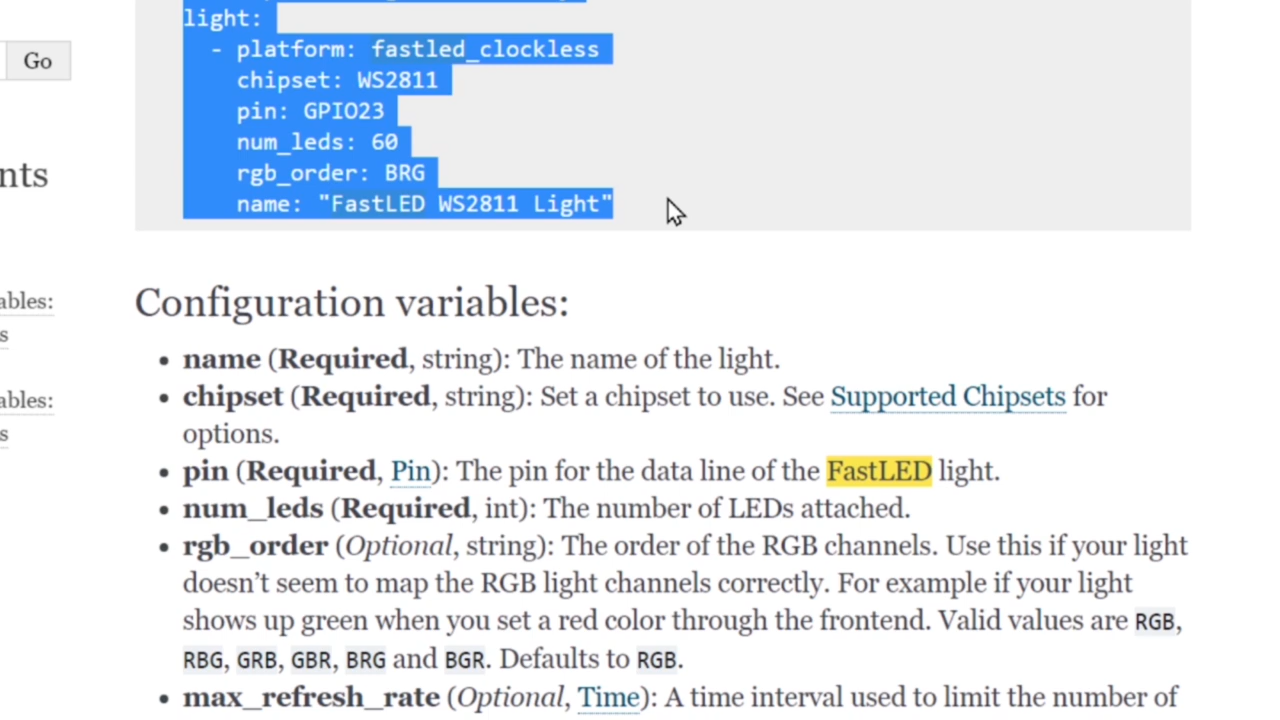 light:
- platform: fastled_clockless
chipset: WS2811
Go
pin: GPIO23
num_leds: 60
rgb_order: BRG
nts
name: "FastLED WS2811 Light"
Configuration variables:
ables:
s
name (Required, string): The name of the light.
chipset (Required, string): Set a chipset to use. See Supported Chipsets for
ables:
options.
s
pin (Required, Pin): The pin for the data line of the FastLED light.
num_leds (Required, int): The number of LEDs attached.
rgb_order (Optional, string): The order of the RGB channels. Use this if your light
doesn’t seem to map the RGB light channels correctly. For example if your light
shows up green when you set a red color through the frontend. Valid values are RGB,
RBG, GRB, GBR, BRG and BGR. Defaults to RGB.
max_refresh_rate (Optional, Time): A time interval used to limit the number of